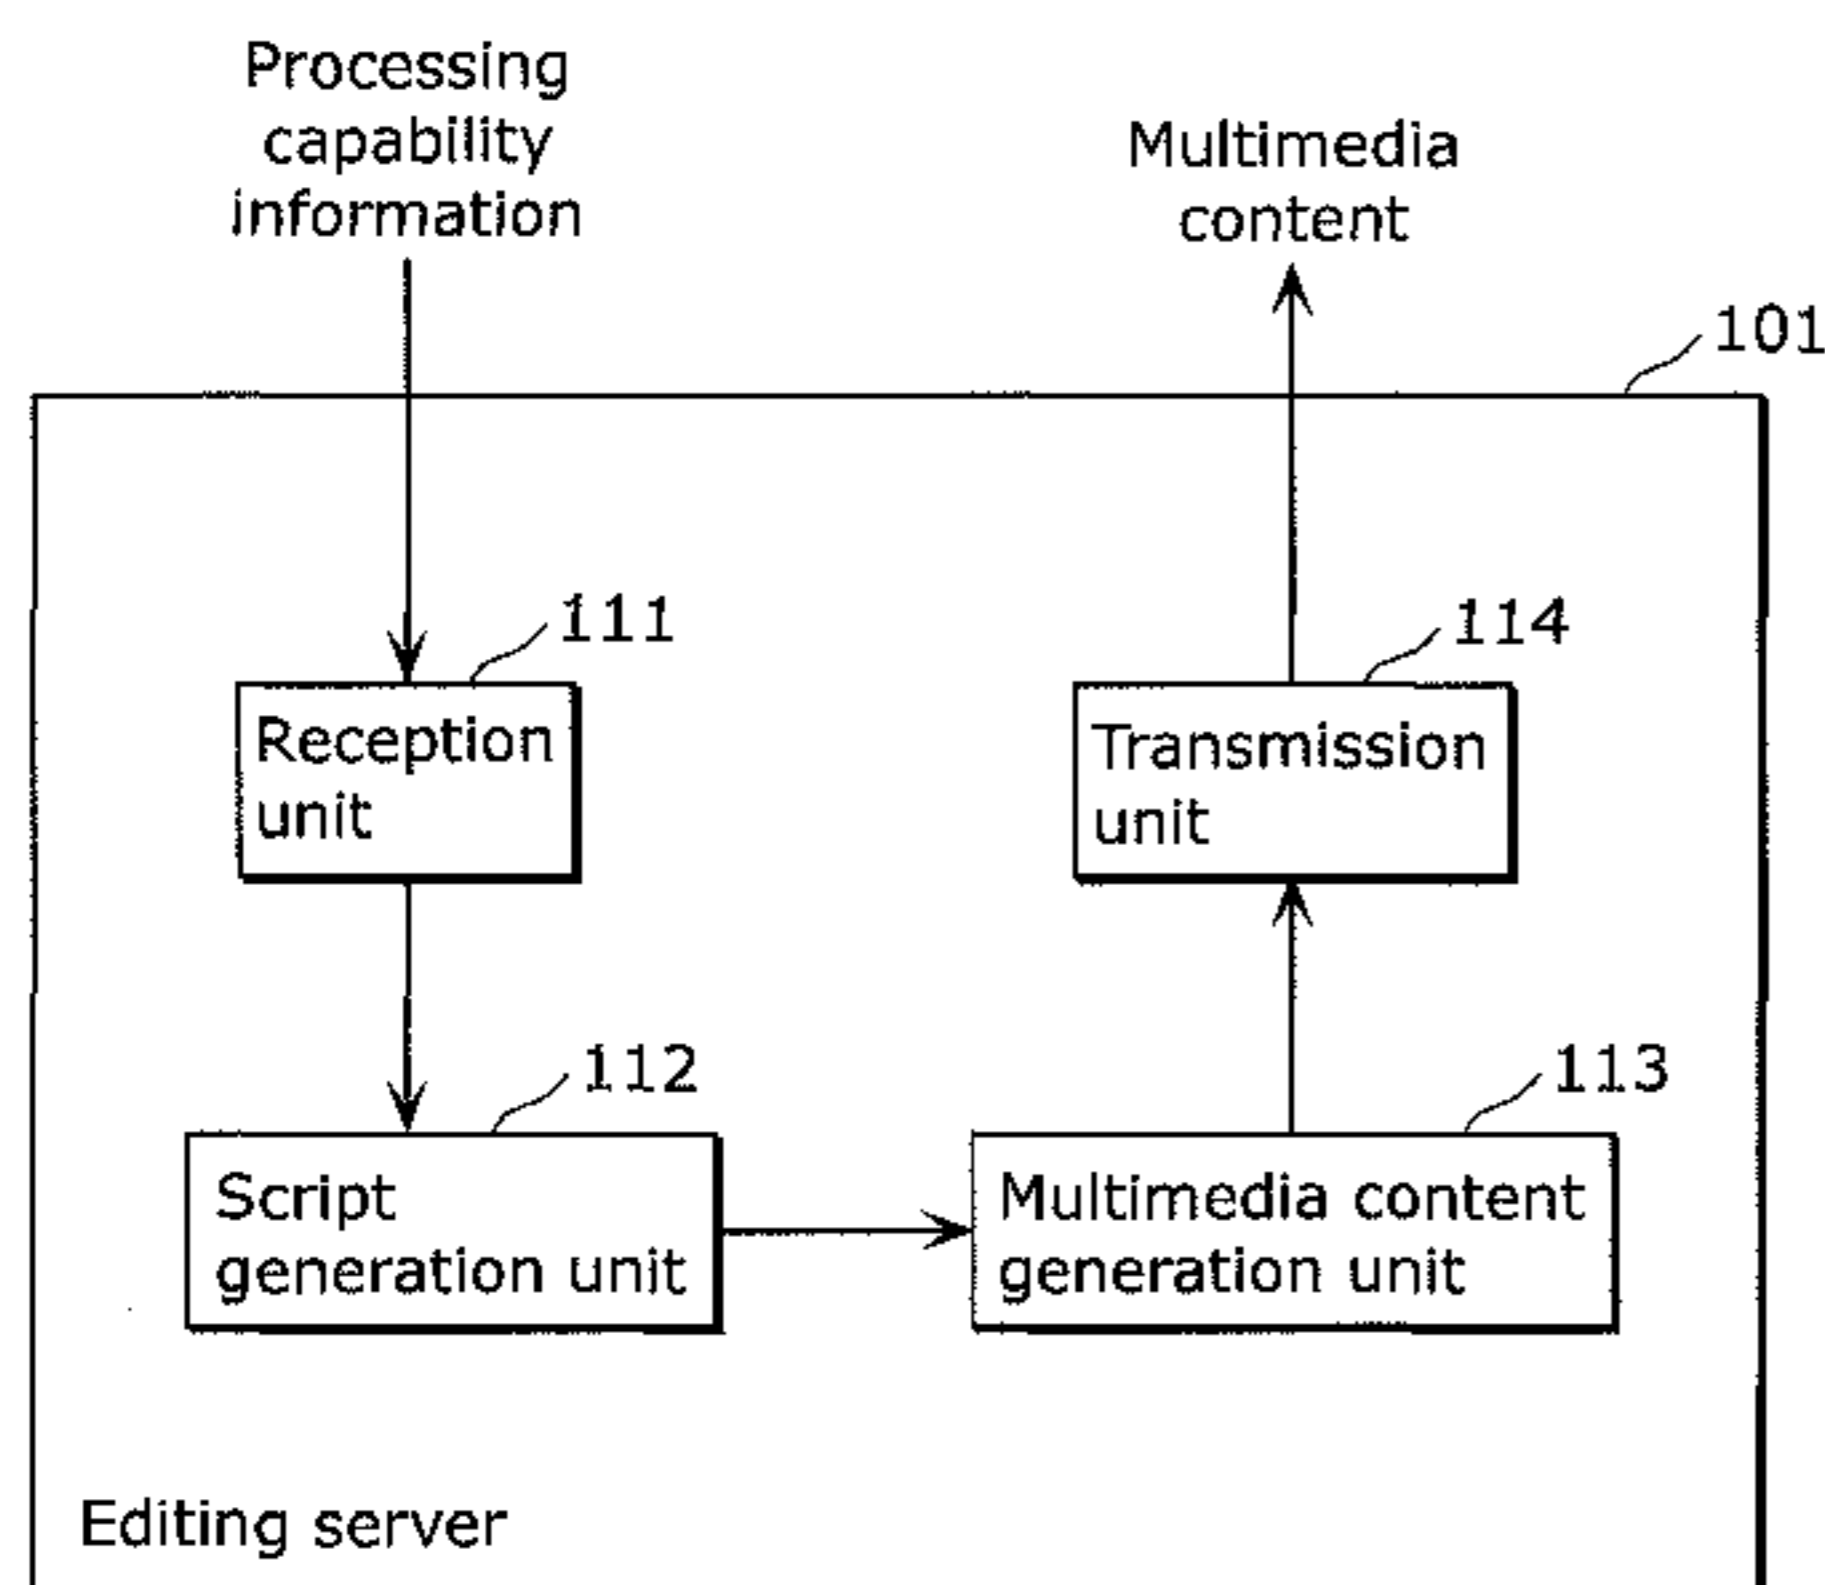 Processing
capability
information
Multimedia
content
101
111
Reception
unit
114
Transmission
unit
112
Script
generation unit
113
Multimedia content
generation unit
Editing server